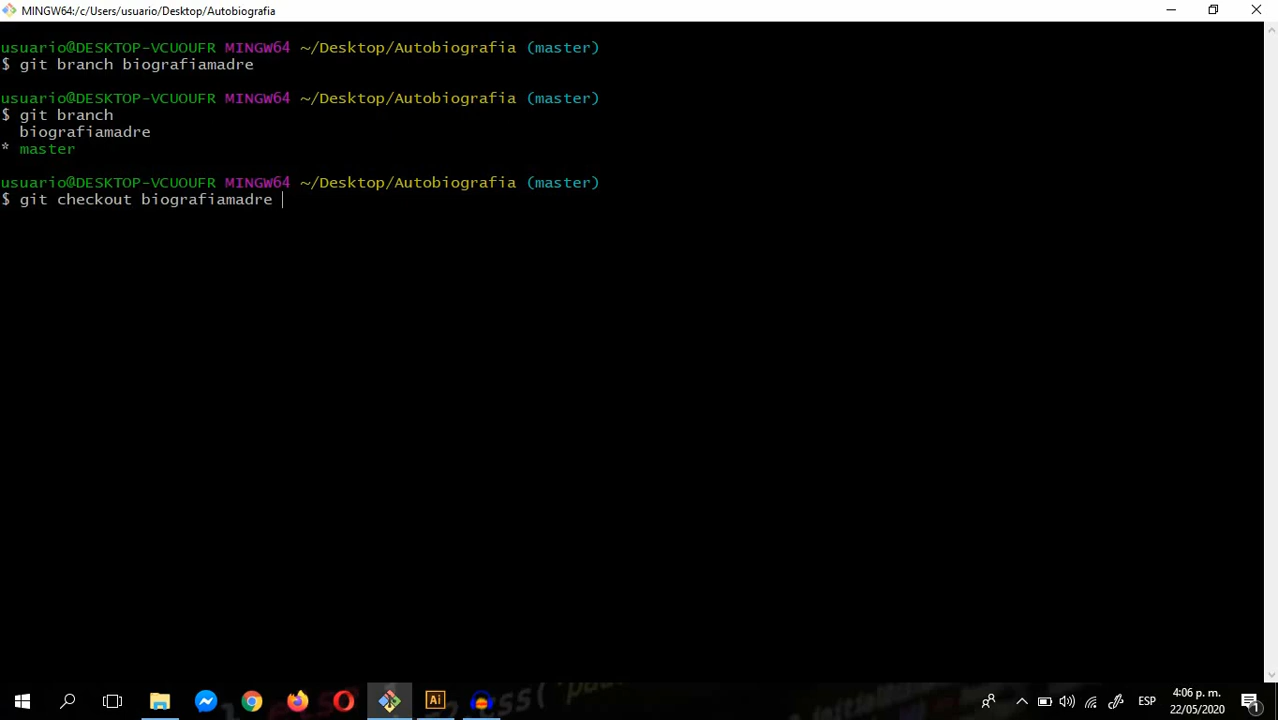 MINGW64:/c/Users/usuario/Desktop/Autobiografia
usuario@DESKTOP-VCUOUFR MINGW64 ~/Desktop/Autobiografia (master)
$ git branch biografiamadre
usuario@DESKTOP-VCUOUFR MINGW64 ~/Desktop/Autobiografia (master)
$ git branch
biografiamadre
* master
usuario@DESKTOP-VCUOUFR MINGW64 ~/Desktop/Autobiografia (master)
$ git checkout biografiamadre
Ai
ESP
4:06 p. m.
22/05/2020
1